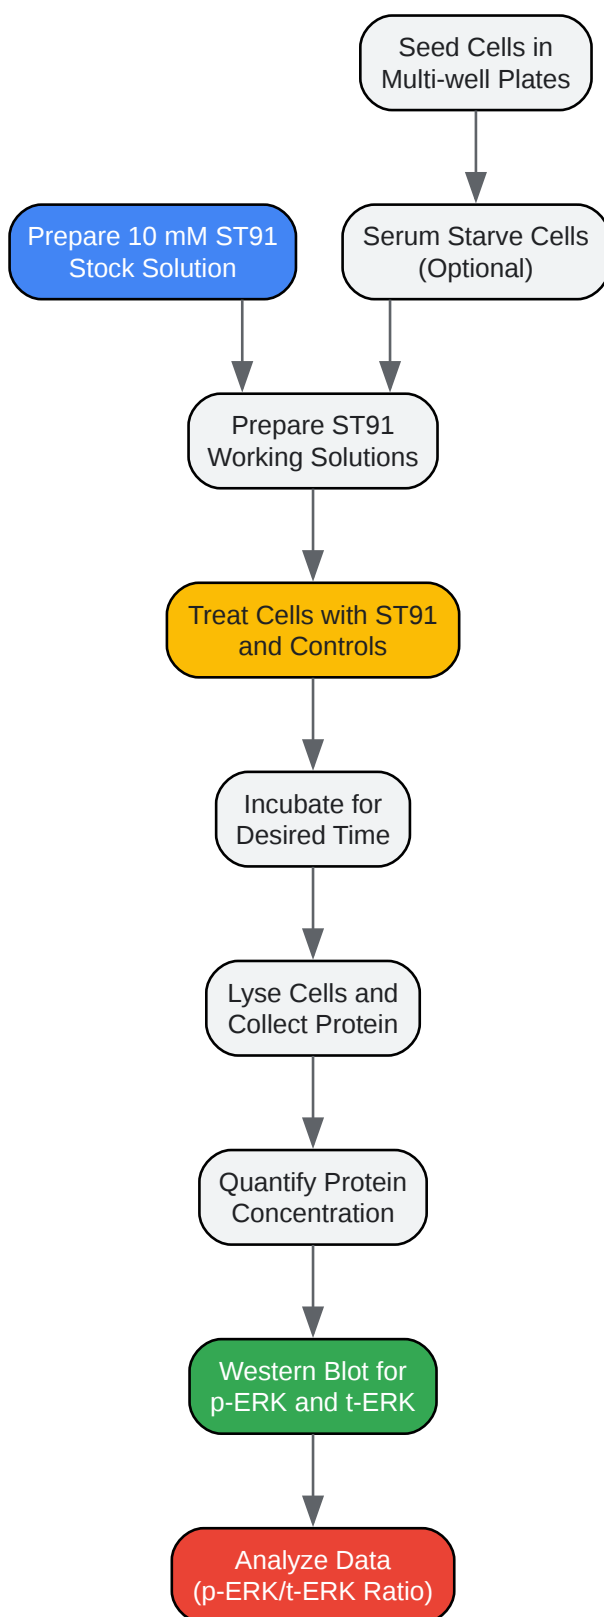 Seed Cells in
Multi-well Plates
Prepare 10 mM ST91
Stock Solution
Serum Starve Cells
(Optional)
Prepare ST91
Working Solutions
Treat Cells with ST91
and Controls
Incubate for
Desired Time
Lyse Cells and
Collect Protein
Quantify Protein
Concentration
Western Blot for
p-ERK and t-ERK
Analyze Data
(p-ERK/t-ERK Ratio)